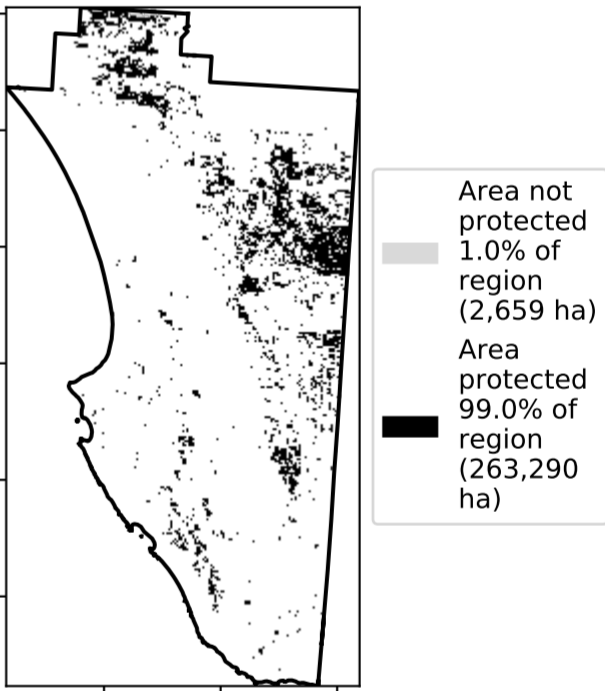 Area not
protected
1.0% of
region
(2,659 ha)
Area
protected
99.0% of
region
(263,290
ha)